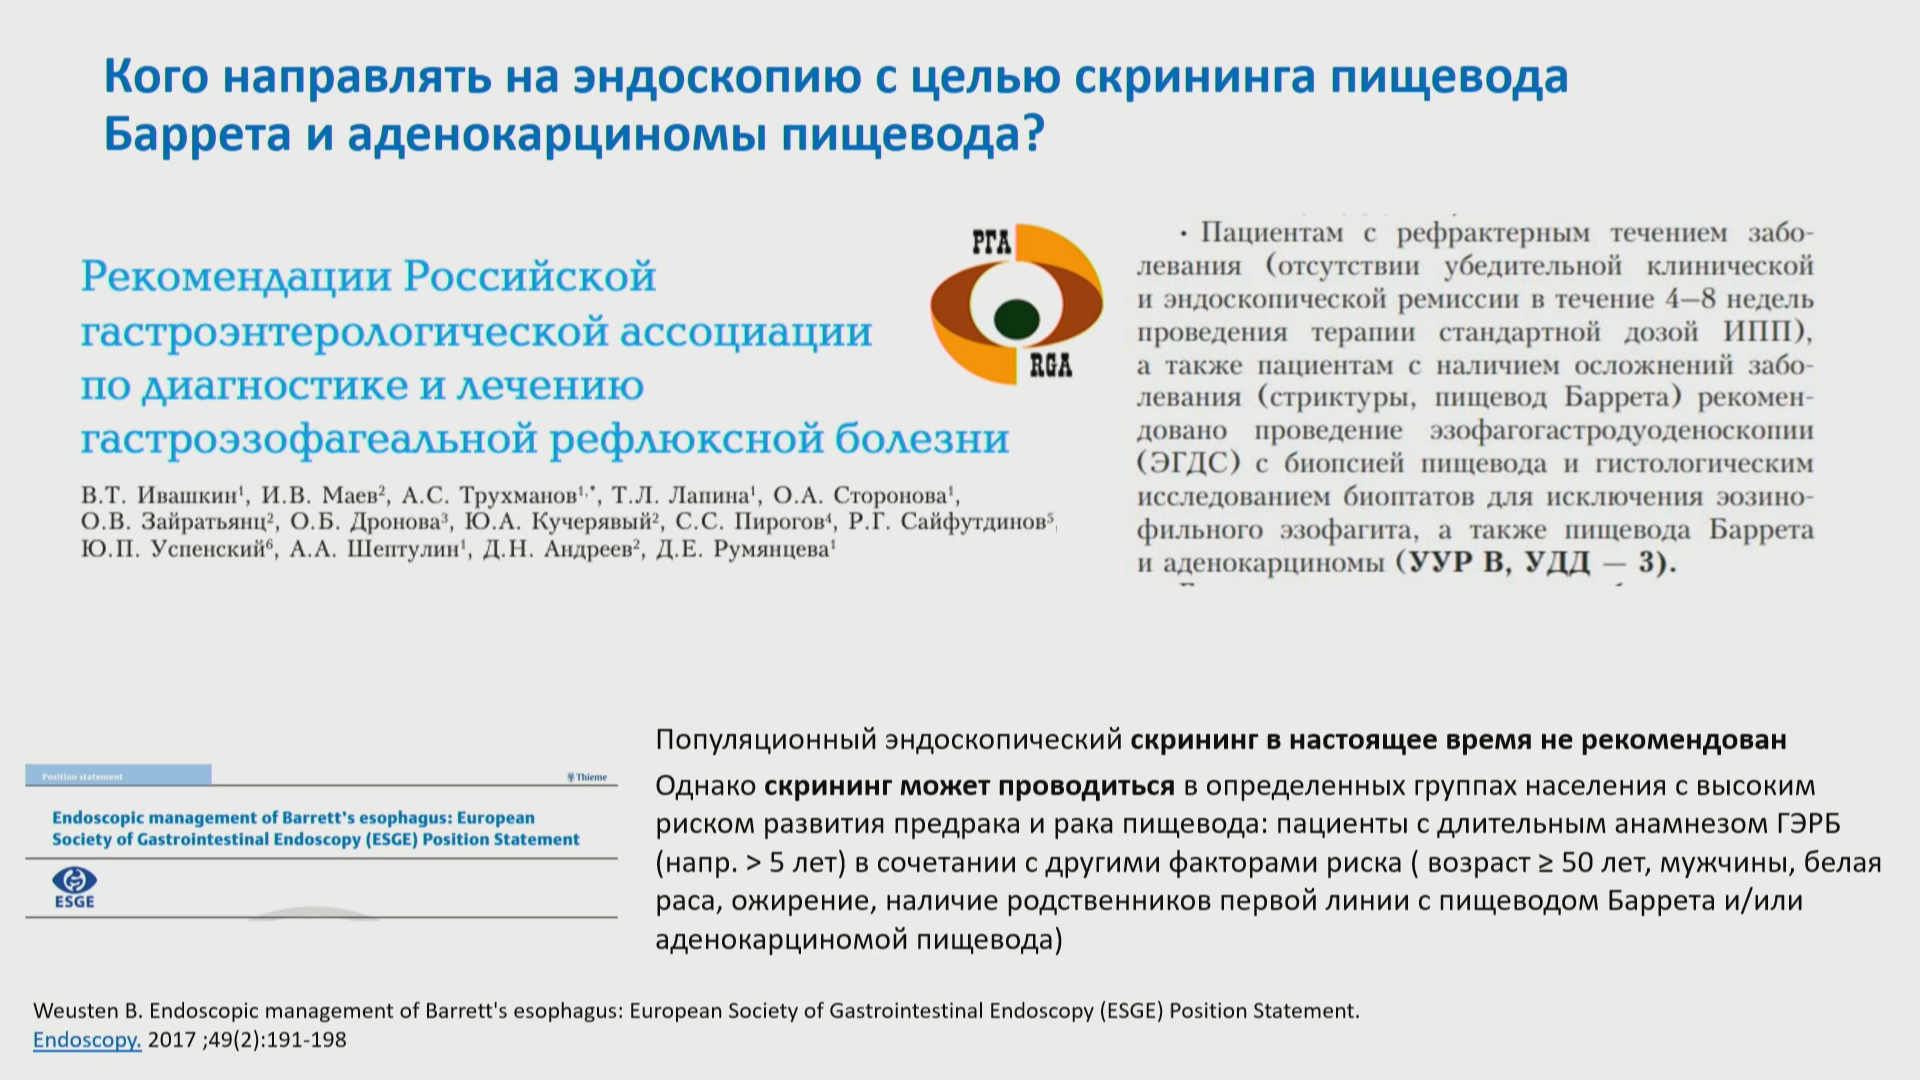 Кого направлять на эндоскопию с целью скрининга пищевода
Баррета и аденокарциномы пищевода?
Рекомендации Российской
гастроэнтерологической ассоциации
по диагностике и лечению
гастроэзофагеальной рефлюксной болезни
В.Т. Ивашкин¹, И.В. Маев², А.С. Трухманов¹·*, Т.Л. Лапина¹, О.А. Сторонова¹,
О.В. Зайратьянц², О.Б. Дронова³, Ю.А. Кучерявый², С.С. Пирогов⁴, Р.Г. Сайфутдинов⁵,
Ю.П. Успенский⁶, А.А. Шептулин¹, Д.Н. Андреев², Д.Е. Румянцева¹
РГА
RGA
· Пациентам с рефрактерным течением забо-
левания (отсутствии убедительной клинической
и эндоскопической ремиссии в течение 4—8 недель
проведения терапии стандартной дозой ИПП),
а также пациентам с наличием осложнений забо-
левания (стриктуры, пищевод Баррета) рекомен-
довано проведение эзофагогастродуоденоскопии
(ЭГДС) с биопсией пищевода и гистологическим
исследованием биоптатов для исключения эозино-
фильного эзофагита, а также пищевода Баррета
и аденокарциномы (УУР В, УДД — 3).
Position statement
Thieme
Endoscopic management of Barrett's esophagus: European
Society of Gastrointestinal Endoscopy (ESGE) Position Statement
ESGE
Популяционный эндоскопический скрининг в настоящее время не рекомендован
Однако скрининг может проводиться в определенных группах населения с высоким
риском развития предрака и рака пищевода: пациенты с длительным анамнезом ГЭРБ
(напр. > 5 лет) в сочетании с другими факторами риска ( возраст ≥ 50 лет, мужчины, белая
раса, ожирение, наличие родственников первой линии с пищеводом Баррета и/или
аденокарциномой пищевода)
Weusten B. Endoscopic management of Barrett's esophagus: European Society of Gastrointestinal Endoscopy (ESGE) Position Statement.
Endoscopy. 2017 ;49(2):191-198